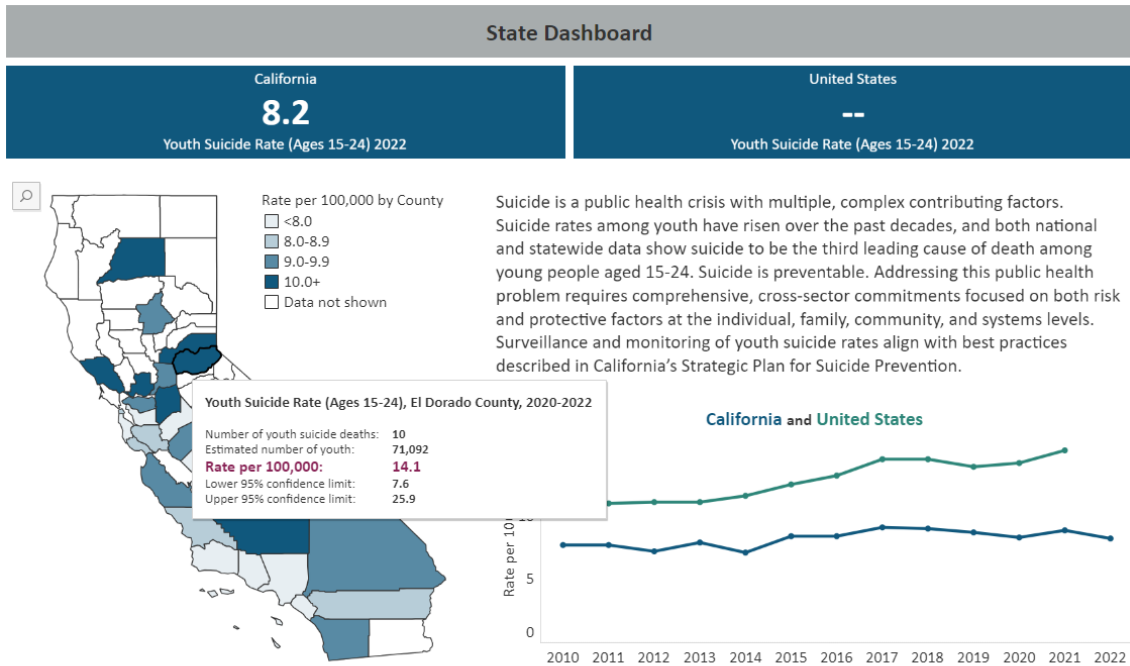 State Dashboard
California
8.2
Youth Suicide Rate (Ages 15-24) 2022
United States
--
Youth Suicide Rate (Ages 15-24) 2022
Rate per 100,000 by County
<8.0
8.0-8.9
9.0-9.9
10.0+
Data not shown
Suicide is a public health crisis with multiple, complex contributing factors.
Suicide rates among youth have risen over the past decades, and both national
and statewide data show suicide to be the third leading cause of death among
young people aged 15-24. Suicide is preventable. Addressing this public health
problem requires comprehensive, cross-sector commitments focused on both risk
and protective factors at the individual, family, community, and systems levels.
Surveillance and monitoring of youth suicide rates align with best practices
described in California's Strategic Plan for Suicide Prevention.
Youth Suicide Rate (Ages 15-24), El Dorado County, 2020-2022
Number of youth suicide deaths: 10
Estimated number of youth: 71,092
Rate per 100,000: 14.1
Lower 95% confidence limit: 7.6
Upper 95% confidence limit: 25.9
California and United States
Rate per
5
0
2010 2011 2012 2013 2014 2015 2016 2017 2018 2019 2020 2021 2022